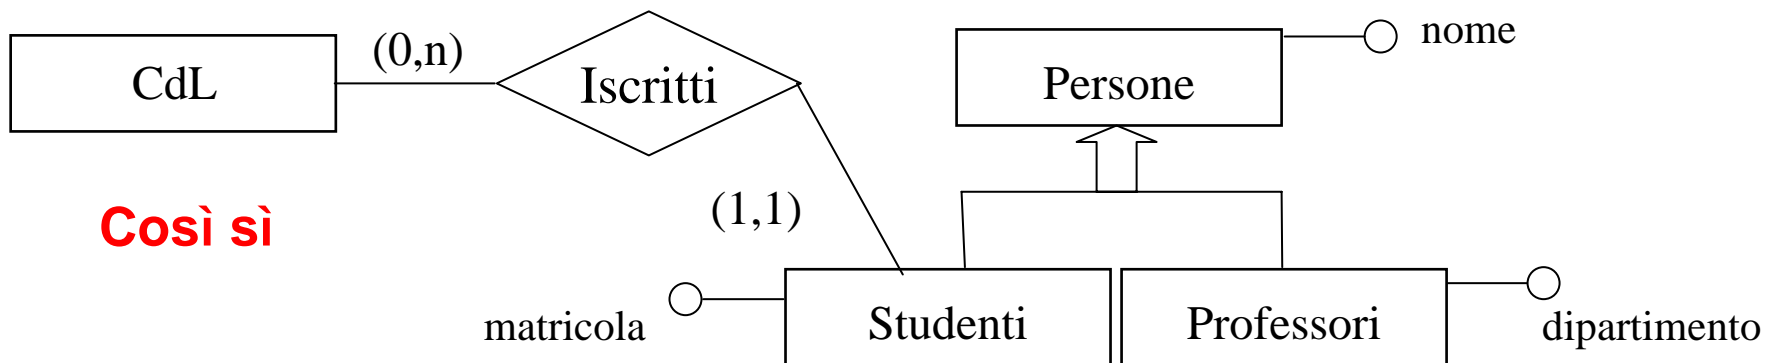 nome
(0,n)
CdL
Iscritti
Persone
(1,1)
Così sì
matricola
Studenti
Professori
dipartimento